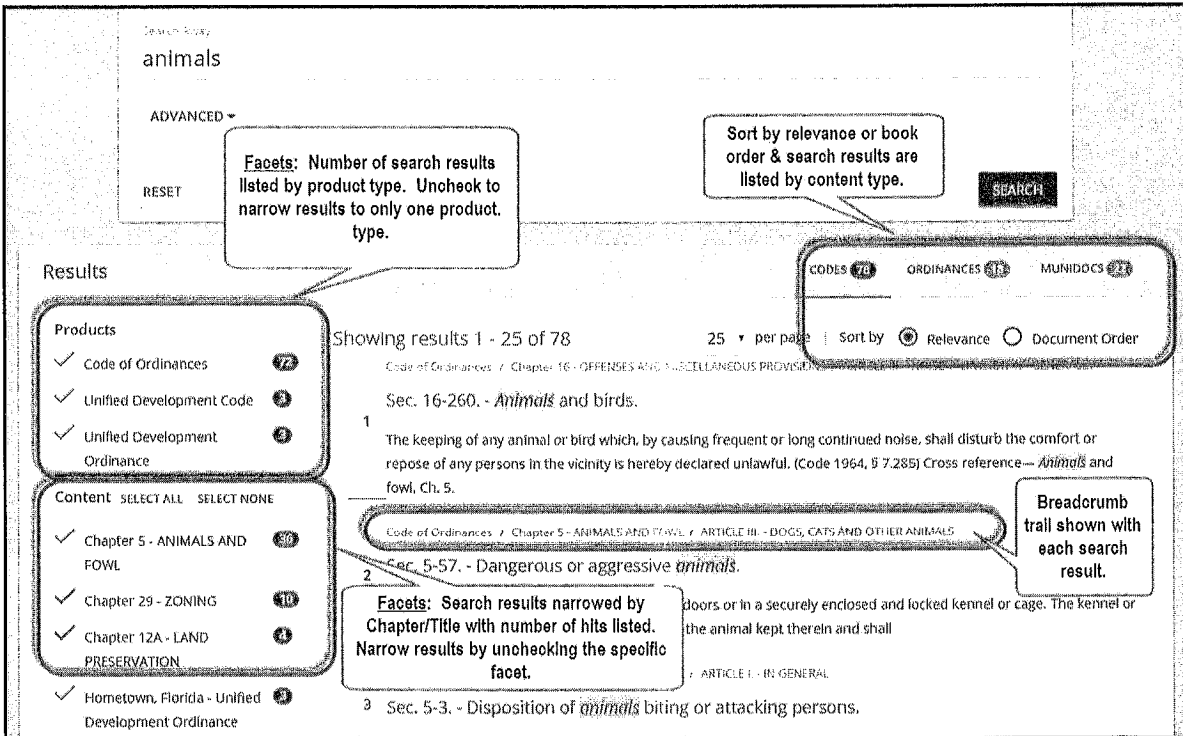 animals
ADVANCED
RESET
SEARCH
Facets: Number of search results
listed by product type. Uncheck to
narrow results to only one product.
type.
Sort by relevance or book
order & search results are
listed by content type.
Results
CODES 78
ORDINANCES
MUNIDOCS
Products
Code of Ordinances 72
Unified Development Code 3
Unified Development 3
Ordinance
Showing results 1 - 25 of 78
25 per page Sort by Relevance Document Order
Code of Ordinances / Chapter 16 - OFFENSES AND MISCELLANEOUS PROVISIONS
Sec. 16-260. - Animals and birds.
1
The keeping of any animal or bird which, by causing frequent or long continued noise, shall disturb the comfort or
repose of any persons in the vicinity is hereby declared unlawful. (Code 1964, § 7.285) Cross reference— Animals and
fowl, Ch. 5.
Content SELECT ALL SELECT NONE
Chapter 5 - ANIMALS AND
FOWL
Chapter 29 - ZONING 10
Chapter 12A - LAND 4
PRESERVATION
Hometown, Florida - Unified 3
Development Ordinance
Code of Ordinances / Chapter 5 - ANIMALS AND FOWL / ARTICLE III. - DOGS, CATS AND OTHER ANIMALS
Breadcrumb
trail shown with
each search
result.
Sec. 5-57. - Dangerous or aggressive animals.
2
Facets: Search results narrowed by
Chapter/Title with number of hits listed.
Narrow results by unchecking the specific
facet.
doors or in a securely enclosed and locked kennel or cage. The kennel or
the animal kept therein and shall
/ ARTICLE I. - IN GENERAL
3 Sec. 5-3. - Disposition of animals biting or attacking persons.